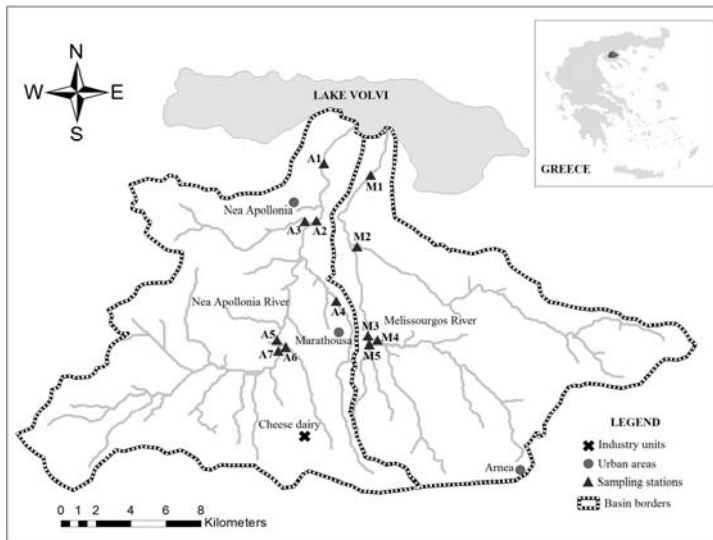 N
W E
S
LAKE VOLVI
GREECE
A1
M1
Nea Apollonia
A3 A2
M2
Nea Apollonia River
A4
Melissourgos River
A5
Marathousa
M3
M4
A7 A6
M5
Cheese dairy
Arnea
LEGEND
Industry units
Urban areas
Sampling stations
Basin borders
0 1 2 4 6 8
Kilometers